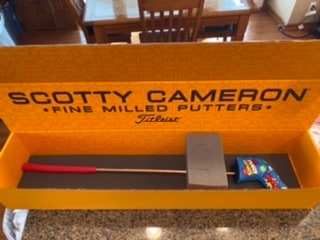 SCOTTY CAMERON
• FINE MILLED PUTTERS •
Titleist